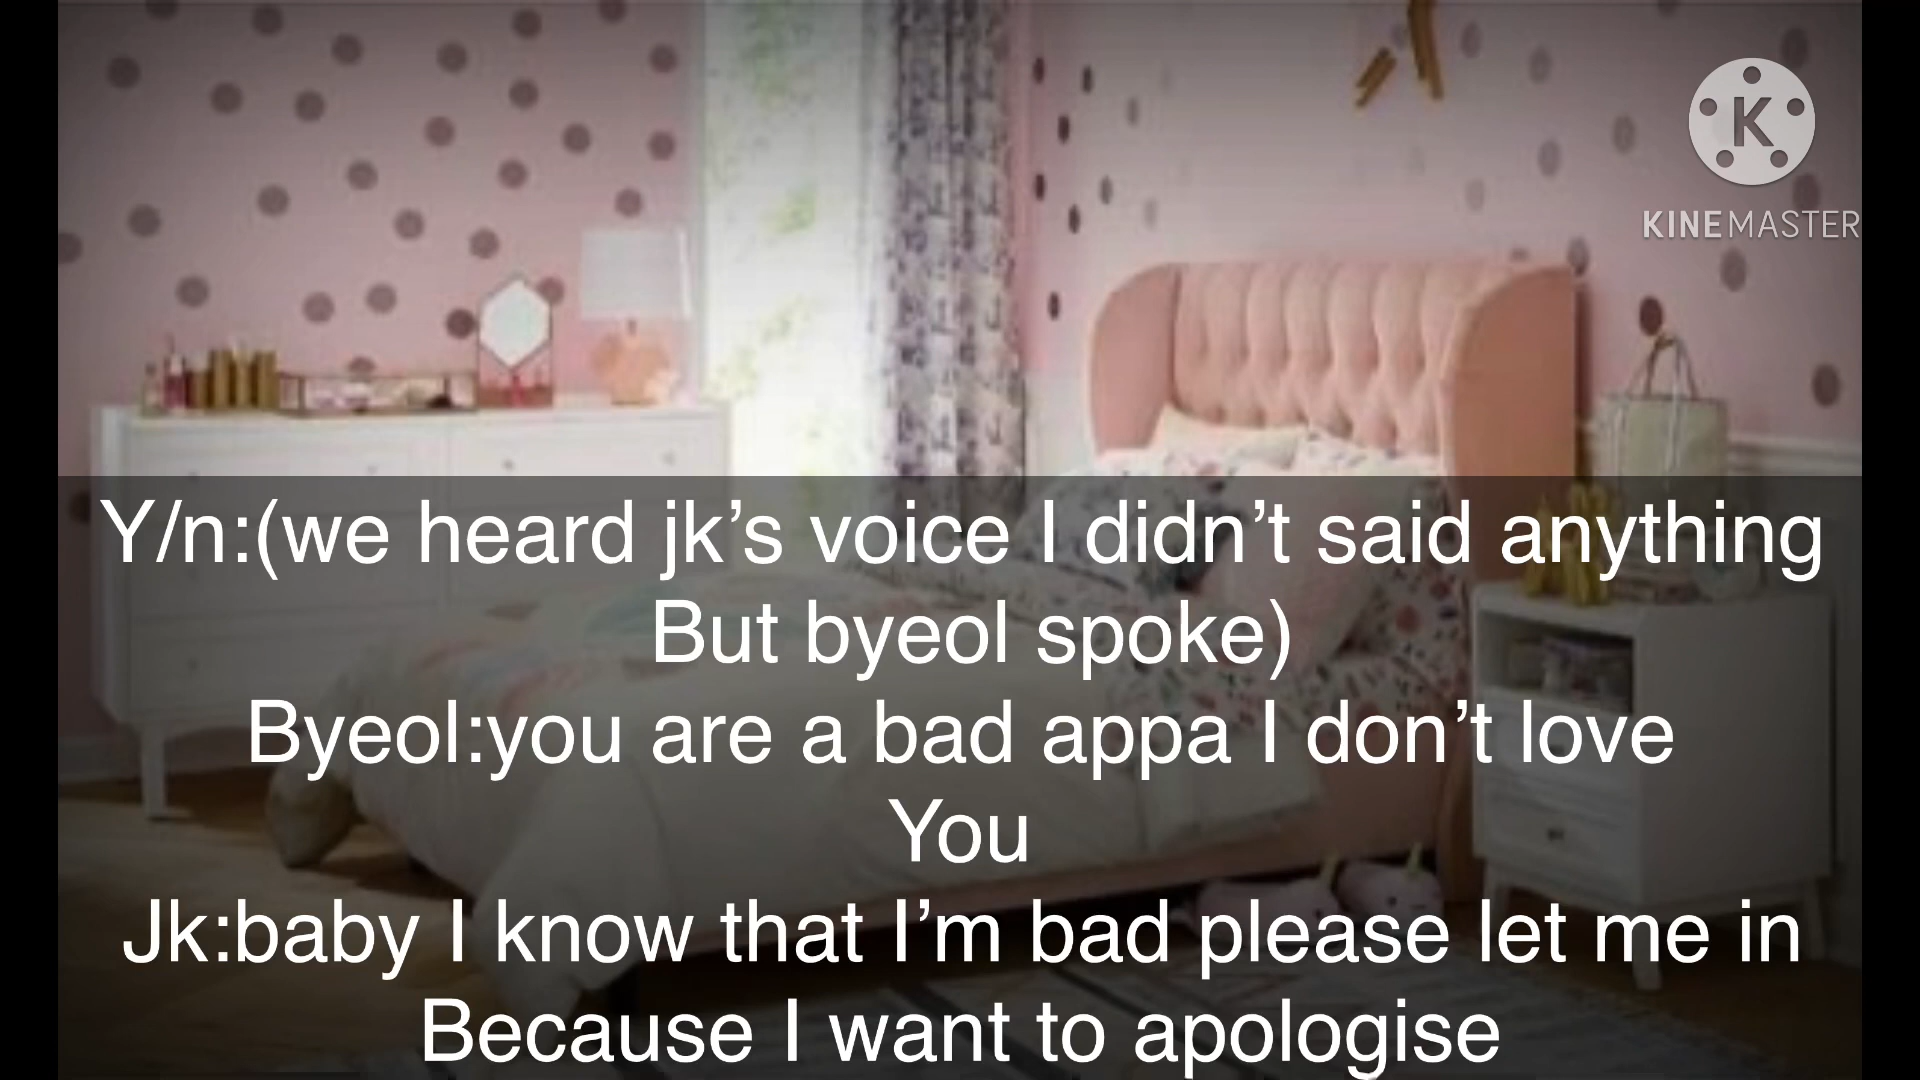 K
KINEMASTER
Y/n:(we heard jk’s voice I didn’t said anything
But byeol spoke)
Byeol:you are a bad appa I don’t love
You
Jk:baby I know that I’m bad please let me in
Because I want to apologise